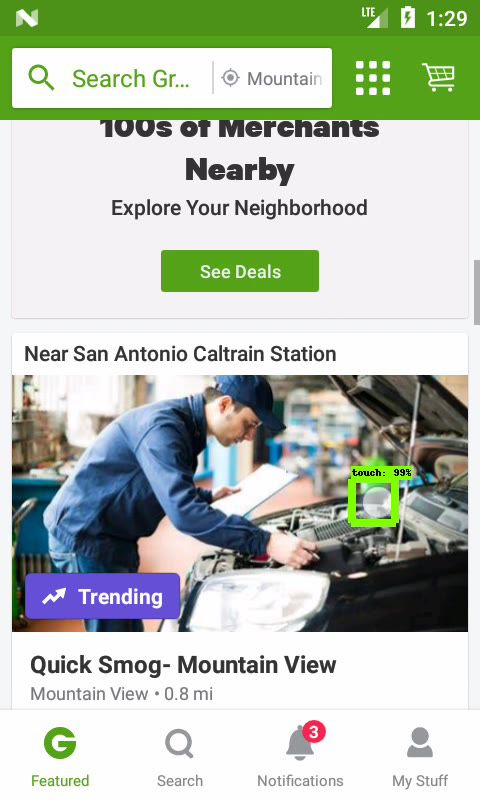 LTE
1:29
Search Gr...
Mountain
100s of Merchants
Nearby
Explore Your Neighborhood
See Deals
Near San Antonio Caltrain Station
touch: 99%
Trending
Quick Smog- Mountain View
Mountain View • 0.8 mi
3
G
Featured
Search
Notifications
My Stuff